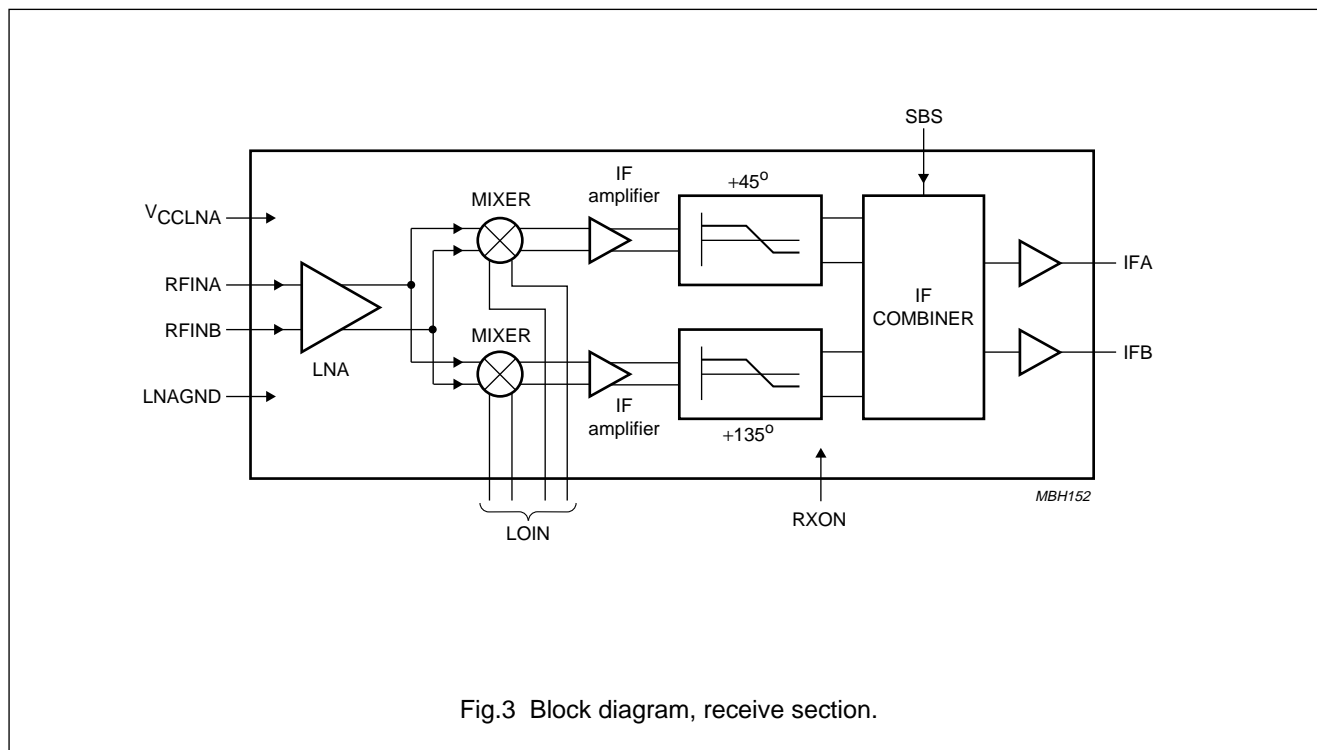 SBS
IF
amplifier
+45°
MIXER
VCCLNA
RFINA
IFA
IF
COMBINER
RFINB
MIXER
IFB
LNA
LNAGND
IF
amplifier
+135°
MBH152
RXON
LOIN
Fig.3 Block diagram, receive section.